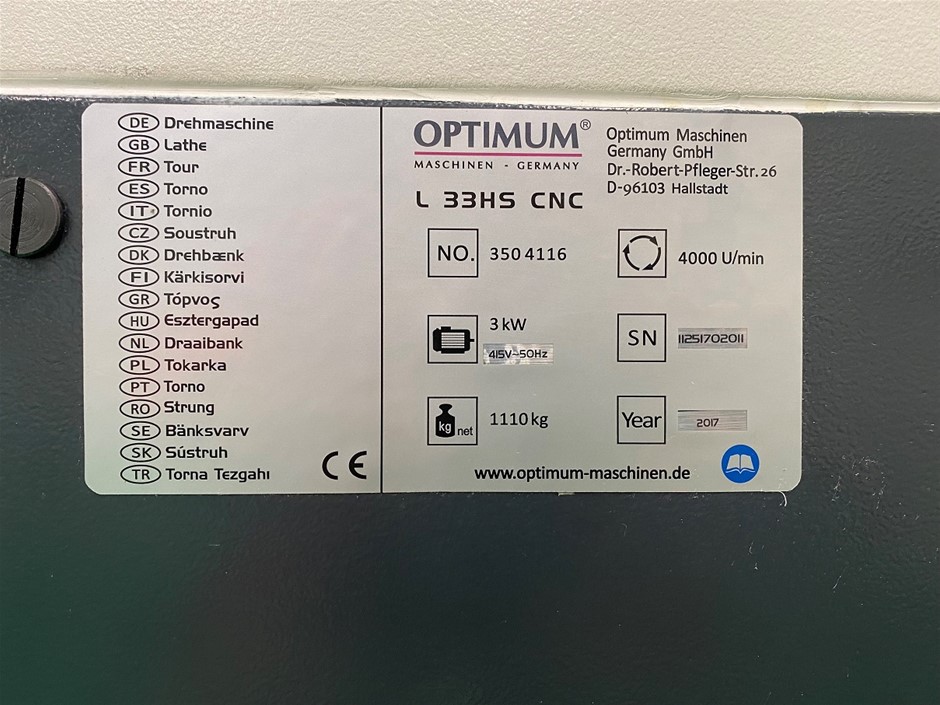 DE Drehmaschine
GB Lathe
FR Tour
ES Torno
IT Tornio
CZ Soustruh
DK Drehbænk
FI Kärkisorvi
GR Τόρνος
HU Esztergapad
NL Draaibank
PL Tokarka
PT Torno
RO Strung
SE Bänksvarv
SK Sústruh
TR Torna Tezgahı
CE
OPTIMUM®
MASCHINEN - GERMANY
Optimum Maschinen
Germany GmbH
Dr.-Robert-Pfleger-Str. 26
D-96103 Hallstadt
L 33HS CNC
NO. 350 4116
4000 U/min
3 kW
415V~50Hz
SN 11251702011
kg net 1110 kg
Year 2017
www.optimum-maschinen.de